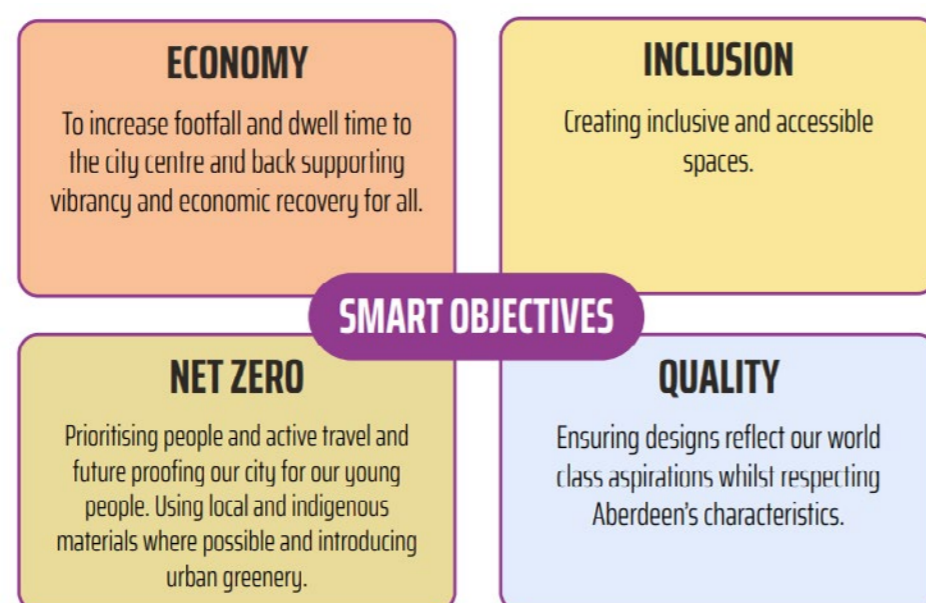 ECONOMY
To increase footfall and dwell time to
the city centre and back supporting
vibrancy and economic recovery for all.
INCLUSION
Creating inclusive and accessible
spaces.
SMART OBJECTIVES
NET ZERO
Prioritising people and active travel and
future proofing our city for our young
people. Using local and indigenous
materials where possible and introducing
urban greenery.
QUALITY
Ensuring designs reflect our world
class aspirations whilst respecting
Aberdeen's characteristics.